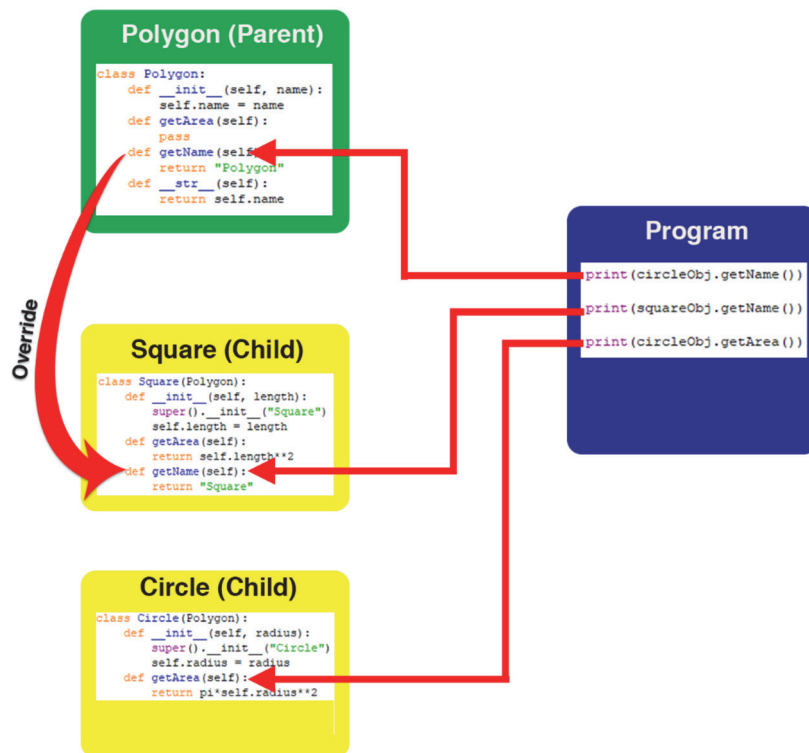 Polygon (Parent)
class Polygon:
    def __init__(self, name):
        self.name = name
    def getArea(self):
        pass
    def getName(self
        return "Polygon"
    def __str__(self):
        return self.name
Override
Square (Child)
class Square(Polygon):
    def __init__(self, length):
        super().__init__("Square")
        self.length = length
    def getArea(self):
        return self.length**2
    def getName(self):
        return "Square"
Circle (Child)
class Circle(Polygon):
    def __init__(self, radius):
        super().__init__("Circle")
        self.radius = radius
    def getArea(self):
        return pi*self.radius**2
Program
print(circleObj.getName())
print(squareObj.getName())
print(circleObj.getArea())